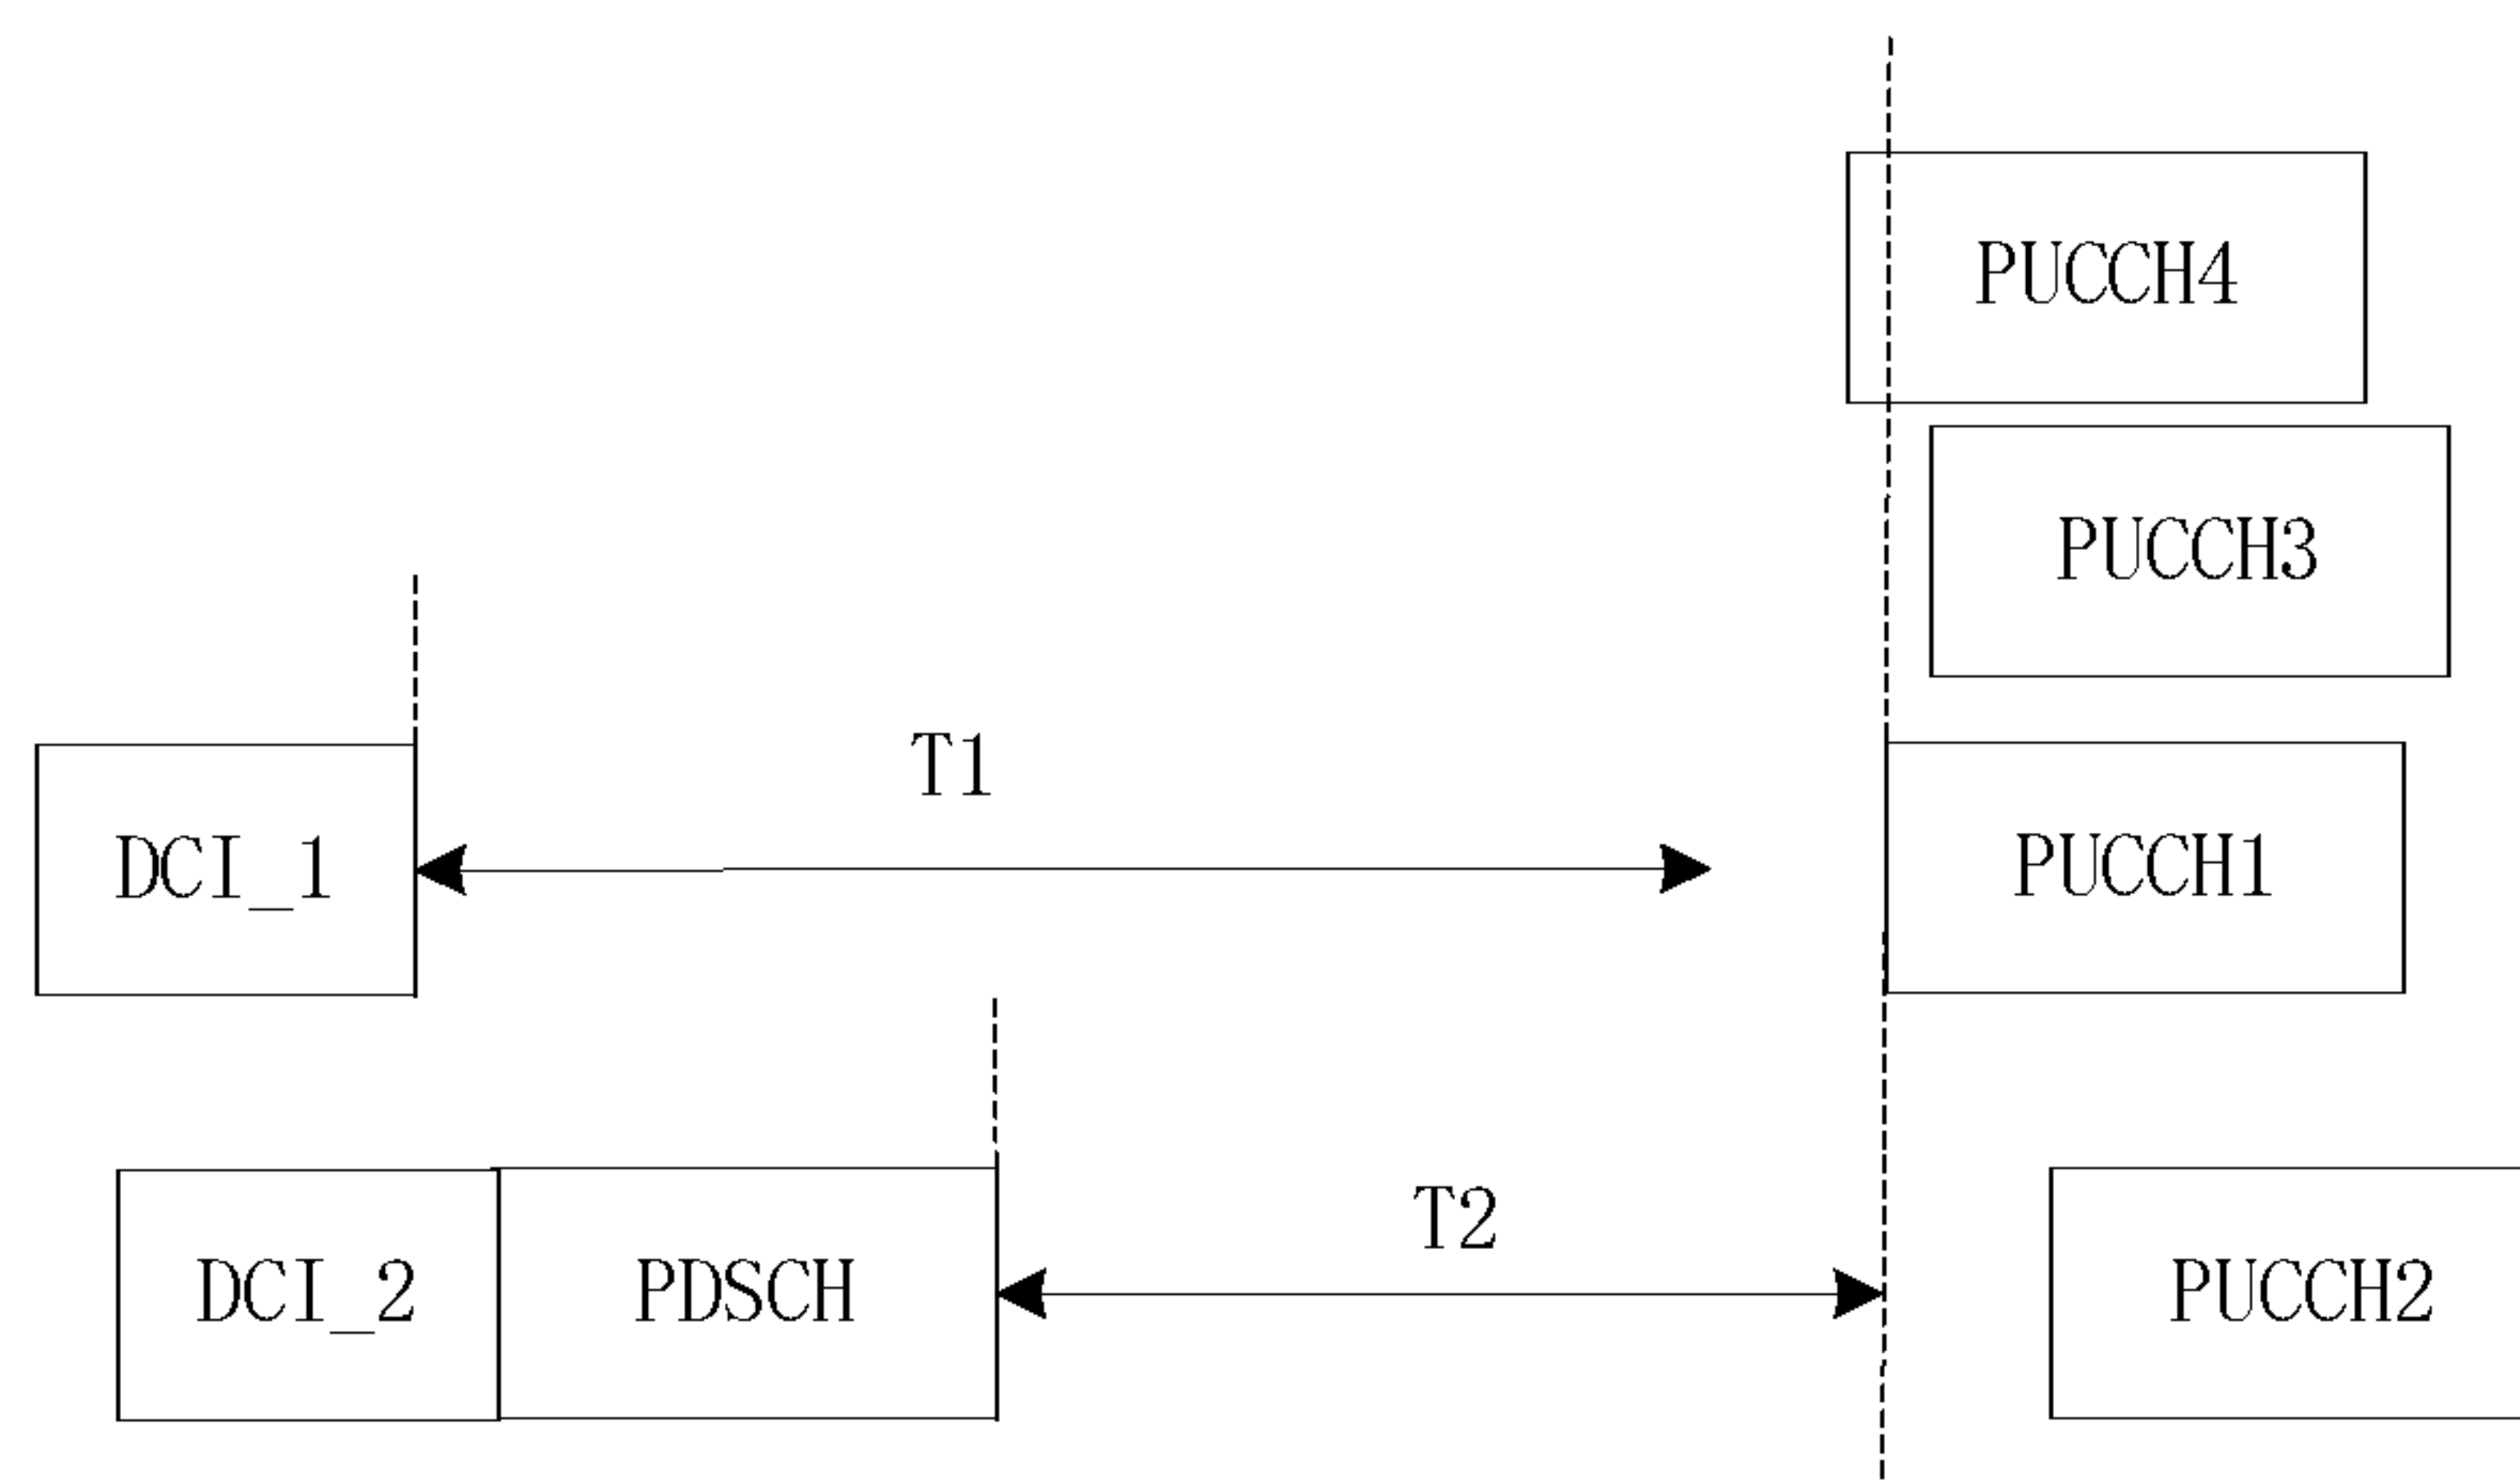 PUCCH4
PUCCH3
T1
DCI_1
PUCCH1
T2
DCI_2
PDSCH
PUCCH2